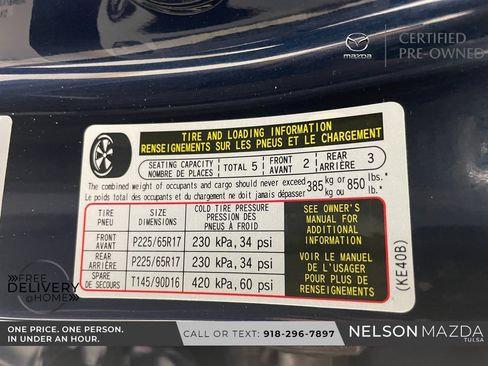 mazda
CERTIFIED
PRE-OWNED
TIRE AND LOADING INFORMATION
RENSEIGNEMENTS SUR LES PNEUS ET LE CHARGEMENT
SEATING CAPACITY
NOMBRE DE PLACES
TOTAL 5
FRONT
AVANT
2
REAR
ARRIÈRE
3
The combined weight of occupants and cargo should never exceed 385 kg or 850 lbs.
Le poids total des occupants et du chargement ne doit jamais dépasser 385 kg ou 850 lb.
TIRE
PNEU
SIZE
DIMENSIONS
COLD TIRE PRESSURE
PRESSION DES
PNEUS À FROID
FRONT
AVANT
P225/65R17
230 kPa, 34 psi
REAR
ARRIÈRE
P225/65R17
230 kPa, 34 psi
SPARE
DE SECOURS
T145/90D16
420 kPa, 60 psi
SEE OWNER'S
MANUAL FOR
ADDITIONAL
INFORMATION
VOIR LE MANUEL
DE L'USAGER
POUR PLUS DE
RENSEIGNEMENTS
(KE40B)
FREE
DELIVERY
@HOME
ONE PRICE. ONE PERSON.
IN UNDER AN HOUR.
CALL OR TEXT: 918-296-7897
NELSON MAZDA
TULSA